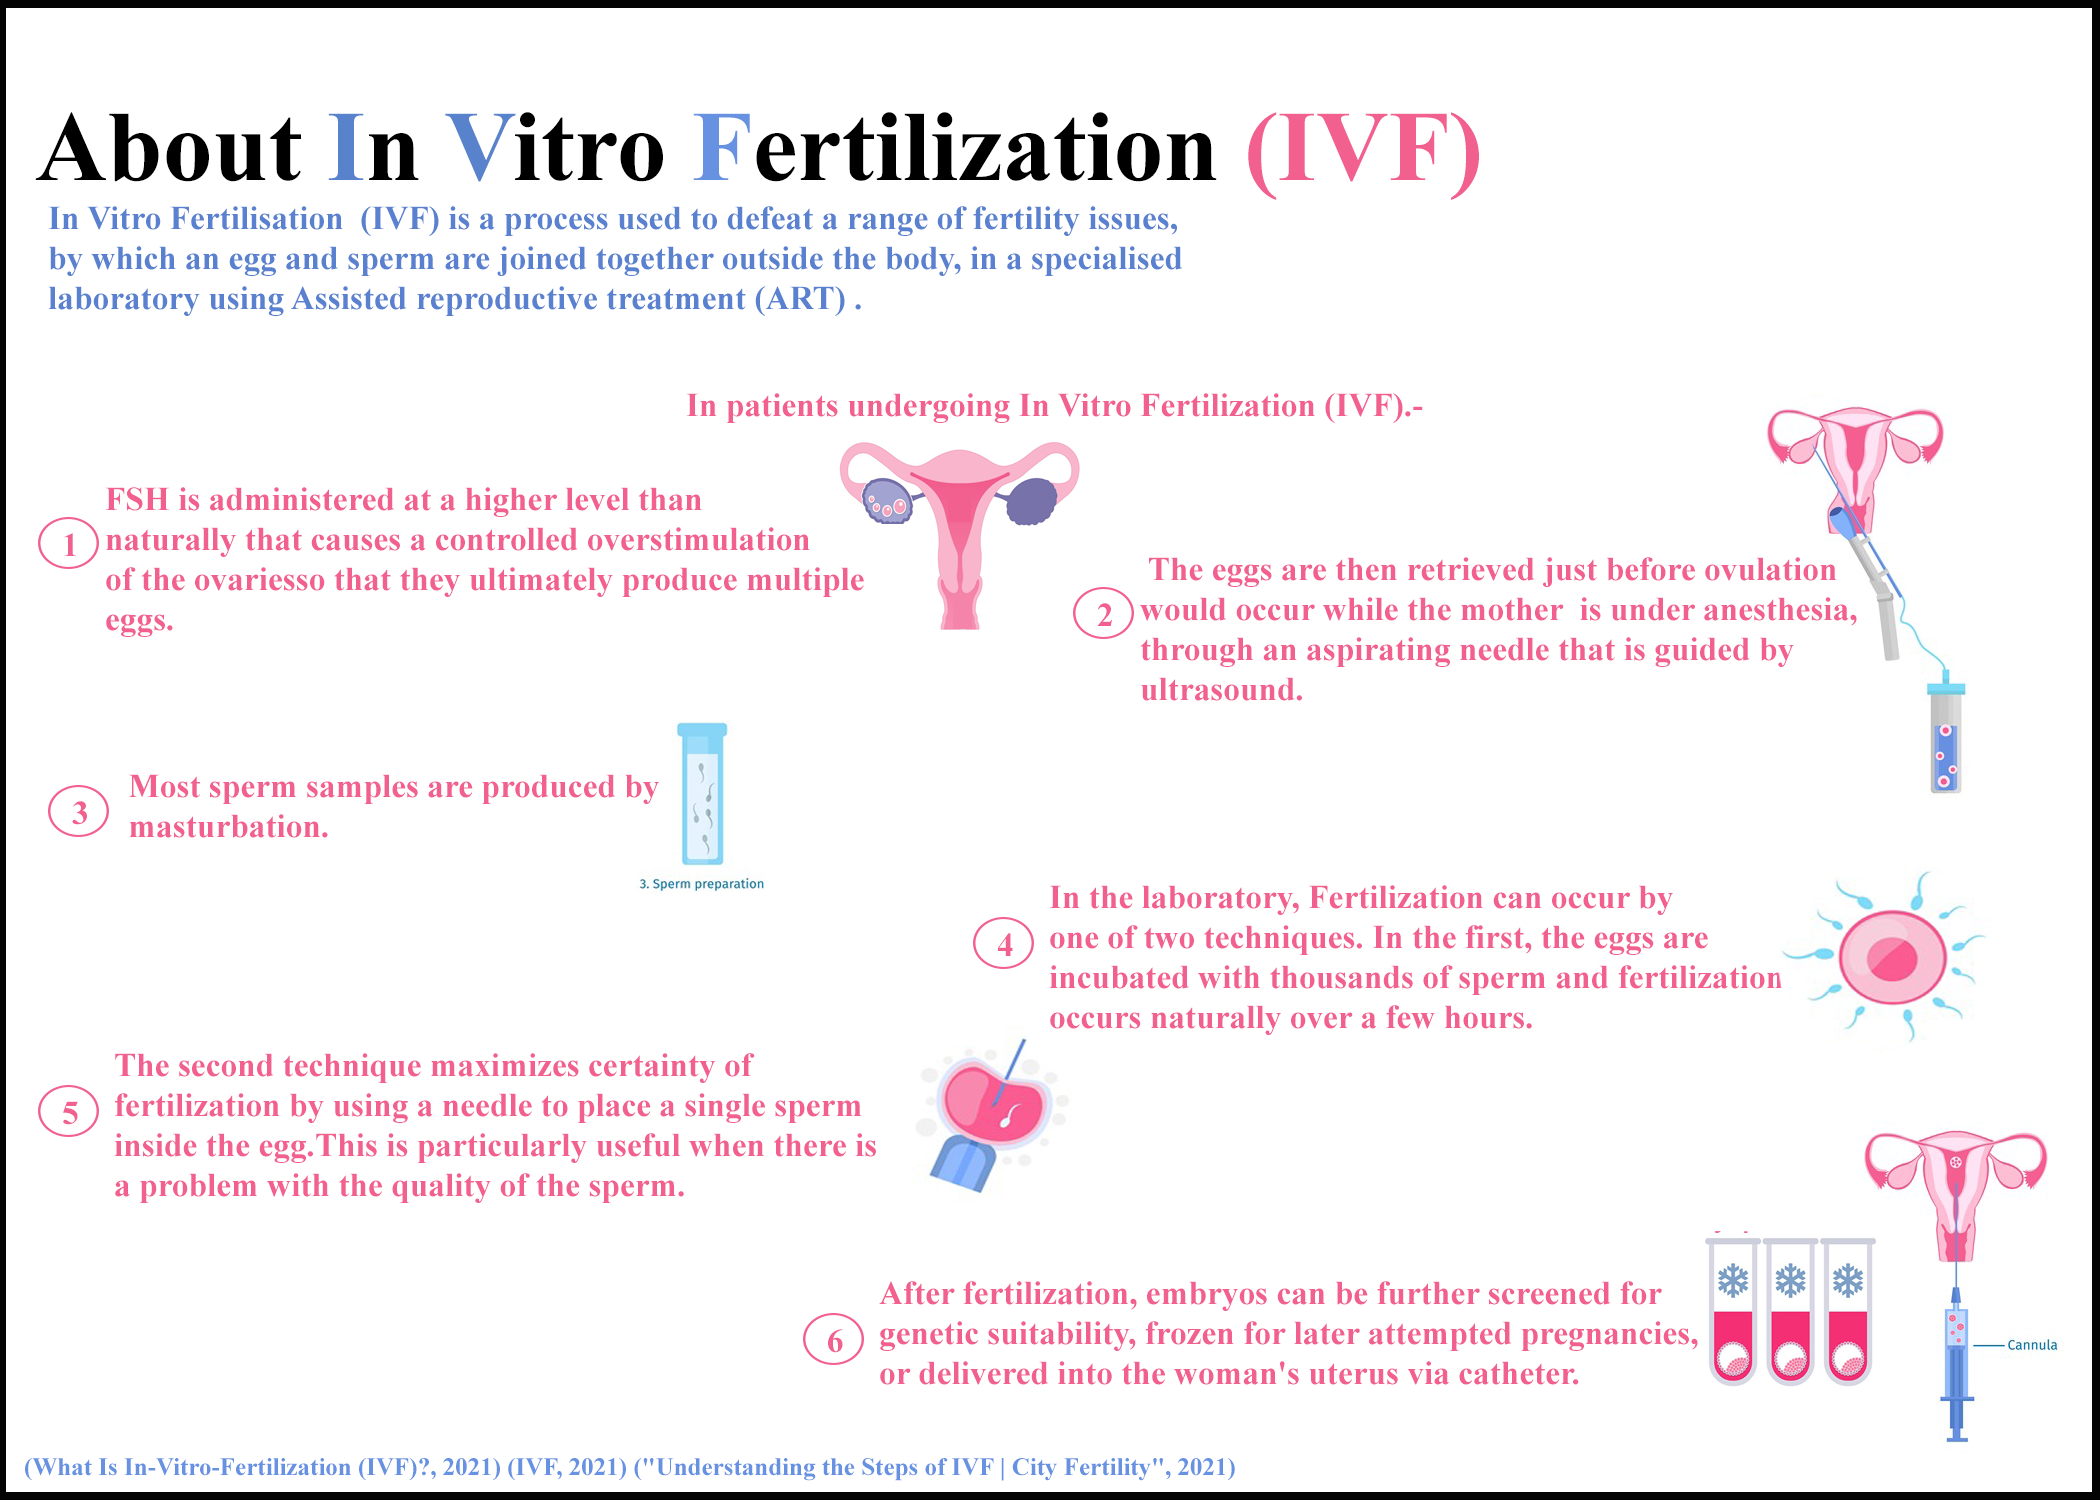 About In Vitro Fertilization (IVF)
In Vitro Fertilisation  (IVF) is a process used to defeat a range of fertility issues,
by which an egg and sperm are joined together outside the body, in a specialised
laboratory using Assisted reproductive treatment (ART) .
In patients undergoing In Vitro Fertilization (IVF).-
1
FSH is administered at a higher level than
naturally that causes a controlled overstimulation
of the ovariesso that they ultimately produce multiple
eggs.
2
The eggs are then retrieved just before ovulation
would occur while the mother  is under anesthesia,
through an aspirating needle that is guided by
ultrasound.
3
Most sperm samples are produced by
masturbation.
3. Sperm preparation
4
In the laboratory, Fertilization can occur by
one of two techniques. In the first, the eggs are
incubated with thousands of sperm and fertilization
occurs naturally over a few hours.
5
The second technique maximizes certainty of
fertilization by using a needle to place a single sperm
inside the egg.This is particularly useful when there is
a problem with the quality of the sperm.
6
After fertilization, embryos can be further screened for
genetic suitability, frozen for later attempted pregnancies,
or delivered into the woman's uterus via catheter.
Cannula
(What Is In-Vitro-Fertilization (IVF)?, 2021) (IVF, 2021) ("Understanding the Steps of IVF | City Fertility", 2021)